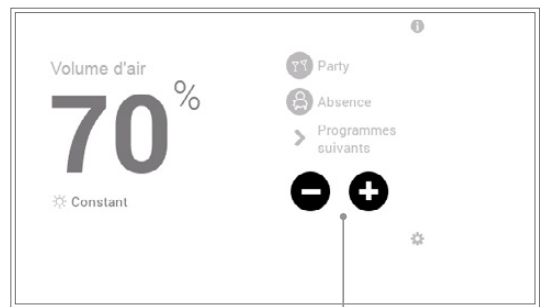 Volume d'air
70 %
Constant
Party
Absence
Programmes
suivants